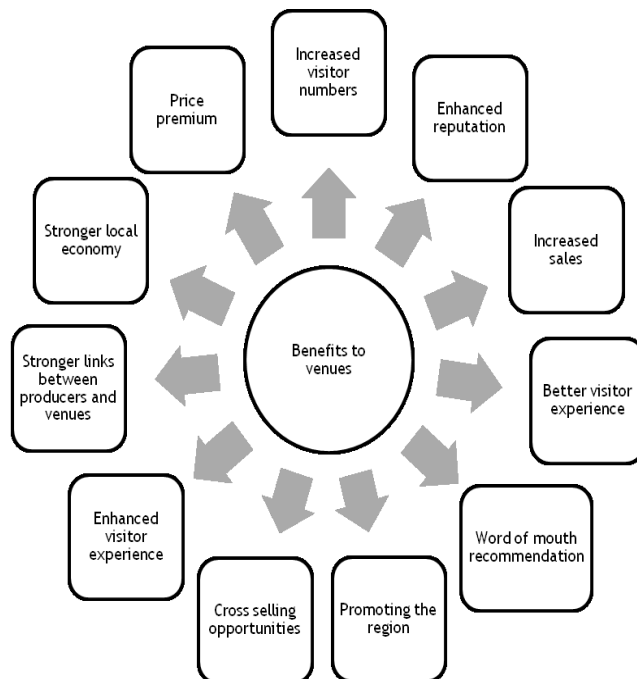 Increased
visitor
numbers
Enhanced
reputation
Increased
sales
Better visitor
experience
Word of mouth
recommendation
Promoting the
region
Cross selling
opportunities
Enhanced
visitor
experience
Stronger links
between
producers and
venues
Stronger local
economy
Price
premium
Benefits to
venues